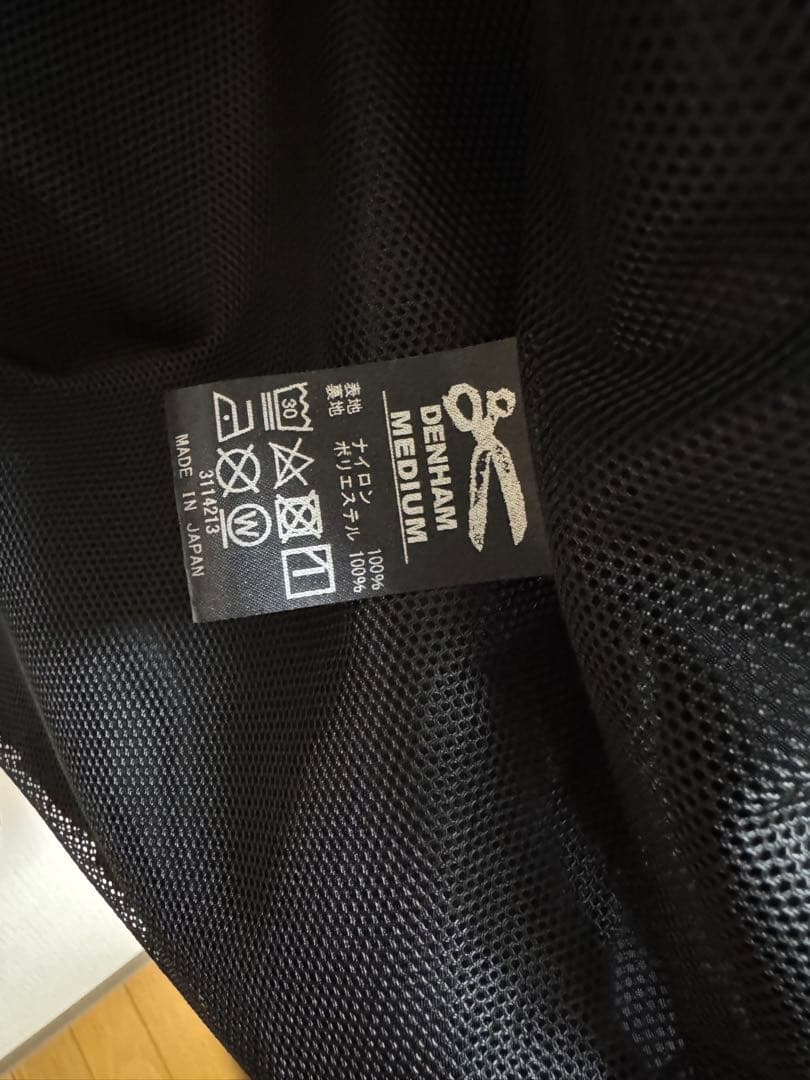 DENHAM
MEDIUM
表地 ナイロン 100%
裏地 ポリエステル 100%
30
W
3114213
MADE IN JAPAN